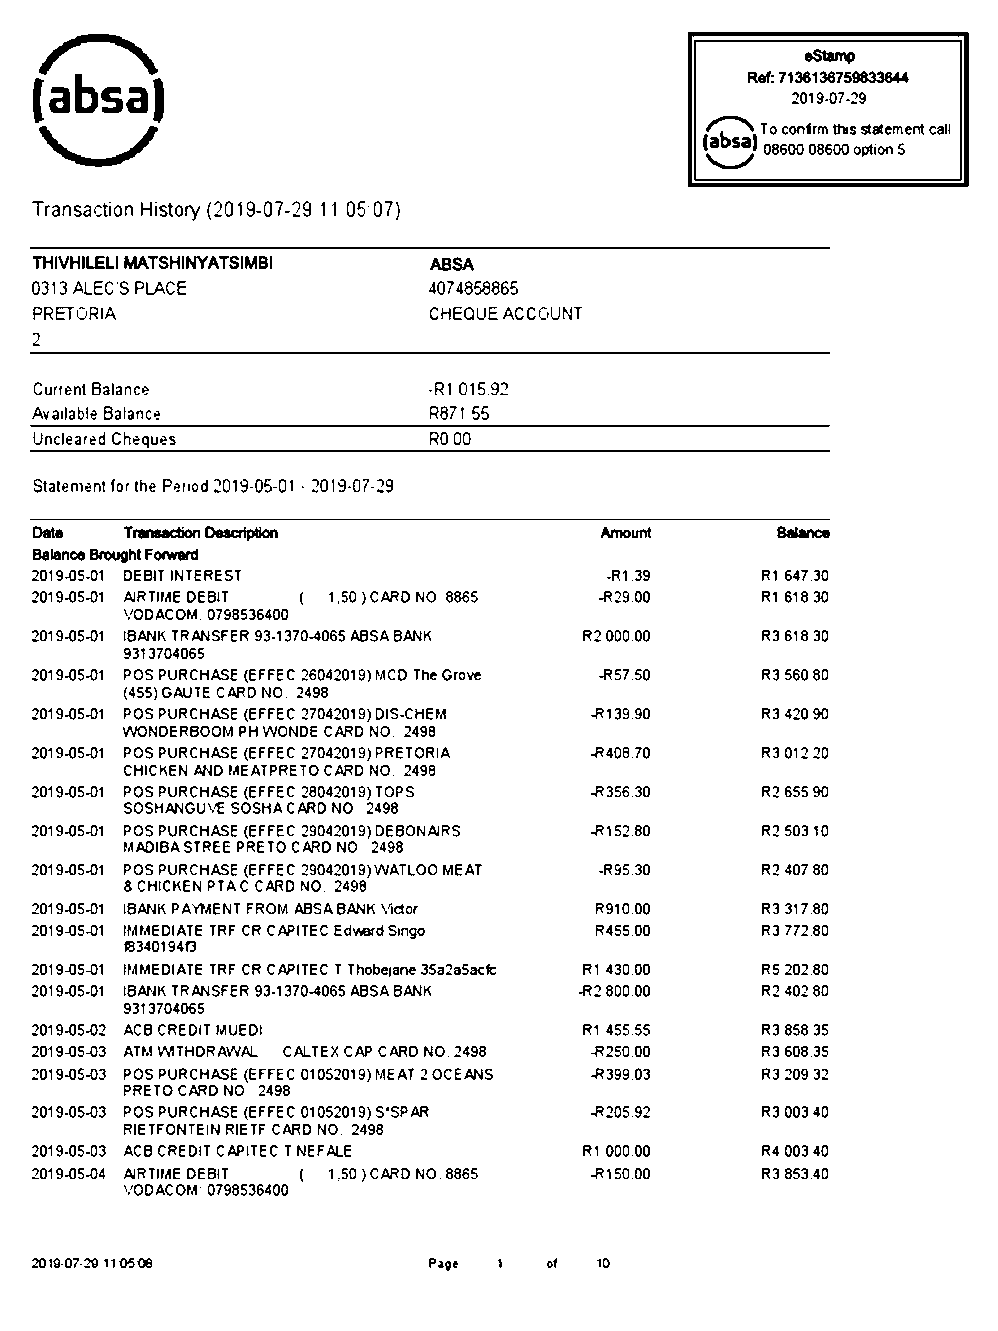 absa
eStamp
Ref: 7136136759833644
2019-07-29
absa
To confirm this statement call
08600 08600 option 5
Transaction History (2019-07-29 11:05:07)
THIVHILELI MATSHINYATSIMBI ABSA
0313 ALEC'S PLACE 4074858865
PRETORIA CHEQUE ACCOUNT
2
Current Balance -R1 015.92
Available Balance R871.55
Uncleared Cheques R0.00
Statement for the Period 2019-05-01 - 2019-07-29
Date Transaction Description Amount Balance
Balance Brought Forward
2019-05-01 DEBIT INTEREST -R1.39 R1 647.30
2019-05-01 AIRTIME DEBIT ( 1,50 ) CARD NO. 8865 -R29.00 R1 618.30
VODACOM: 0798536400
2019-05-01 IBANK TRANSFER 93-1370-4065 ABSA BANK R2 000.00 R3 618.30
9313704065
2019-05-01 POS PURCHASE (EFFEC 26042019) MCD The Grove -R57.50 R3 560.80
(455) GAUTE CARD NO. 2498
2019-05-01 POS PURCHASE (EFFEC 27042019) DIS-CHEM -R139.90 R3 420.90
WONDERBOOM PH WONDE CARD NO. 2498
2019-05-01 POS PURCHASE (EFFEC 27042019) PRETORIA -R408.70 R3 012.20
CHICKEN AND MEATPRETO CARD NO. 2498
2019-05-01 POS PURCHASE (EFFEC 28042019) TOPS -R356.30 R2 655.90
SOSHANGUVE SOSHA CARD NO. 2498
2019-05-01 POS PURCHASE (EFFEC 29042019) DEBONAIRS -R152.80 R2 503.10
MADIBA STREE PRETO CARD NO. 2498
2019-05-01 POS PURCHASE (EFFEC 29042019) WATLOO MEAT -R95.30 R2 407.80
& CHICKEN PTA C CARD NO. 2498
2019-05-01 IBANK PAYMENT FROM ABSA BANK Victor R910.00 R3 317.80
2019-05-01 IMMEDIATE TRF CR CAPITEC Edward Singo R455.00 R3 772.80
f8340194f3
2019-05-01 IMMEDIATE TRF CR CAPITEC T Thobejane 35a2a5acfc R1 430.00 R5 202.80
2019-05-01 IBANK TRANSFER 93-1370-4065 ABSA BANK -R2 800.00 R2 402.80
9313704065
2019-05-02 ACB CREDIT MUEDI R1 455.55 R3 858.35
2019-05-03 ATM WITHDRAWAL CALTEX CAP CARD NO. 2498 -R250.00 R3 608.35
2019-05-03 POS PURCHASE (EFFEC 01052019) MEAT 2 OCEANS -R399.03 R3 209.32
PRETO CARD NO. 2498
2019-05-03 POS PURCHASE (EFFEC 01052019) S*SPAR -R205.92 R3 003.40
RIETFONTEIN RIETF CARD NO. 2498
2019-05-03 ACB CREDIT CAPITEC T NEFALE R1 000.00 R4 003.40
2019-05-04 AIRTIME DEBIT ( 1,50 ) CARD NO. 8865 -R150.00 R3 853.40
VODACOM: 0798536400
2019-07-29 11:05:08 Page 1 of 10